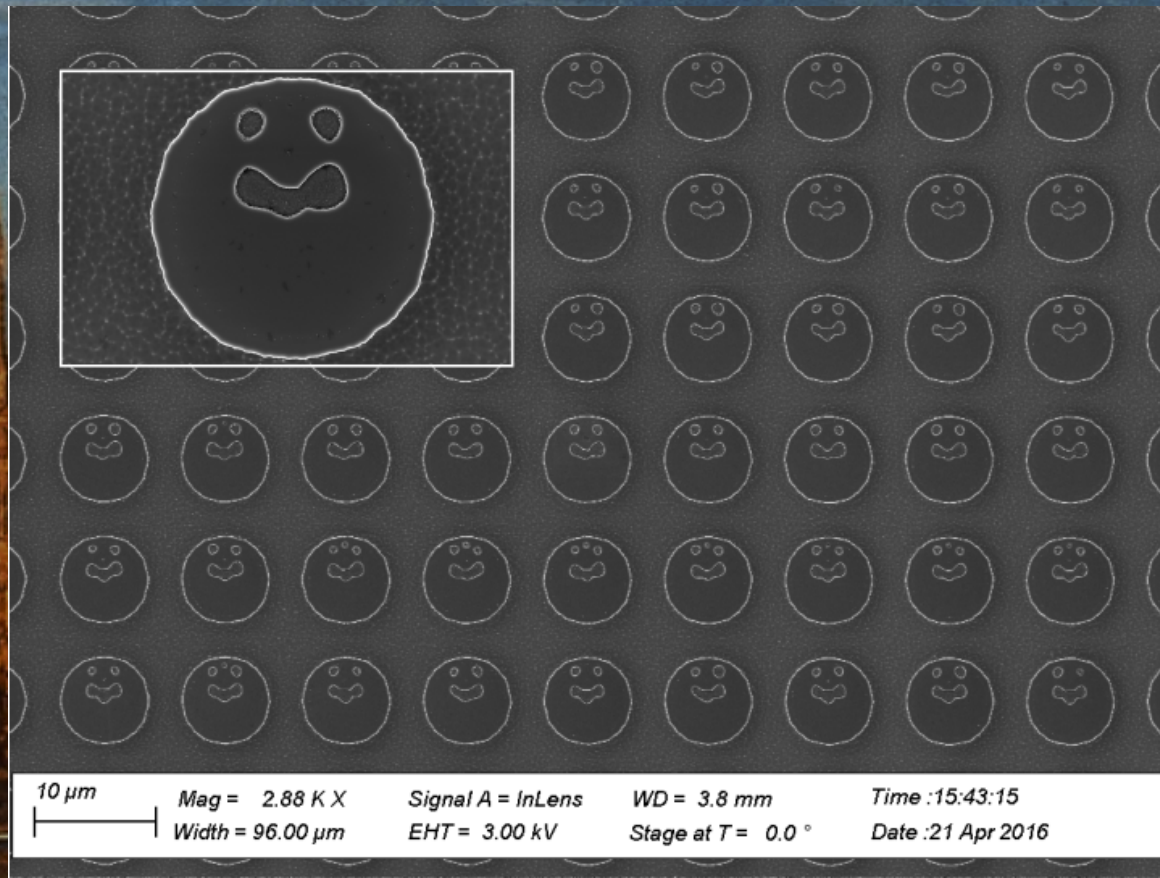 10 µm Mag = 2.88 K X Signal A = InLens WD = 3.8 mm Time :15:43:15
Width = 96.00 µm EHT = 3.00 kV Stage at T = 0.0 ° Date :21 Apr 2016